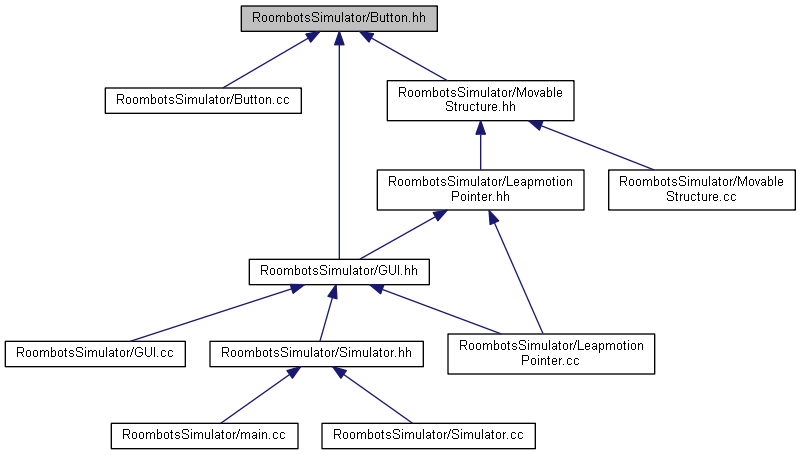 RoombotsSimulator/Button.hh
RoombotsSimulator/Button.cc
RoombotsSimulator/Movable
Structure.hh
RoombotsSimulator/Leapmotion
Pointer.hh
RoombotsSimulator/Movable
Structure.cc
RoombotsSimulator/GUI.hh
RoombotsSimulator/GUI.cc
RoombotsSimulator/Simulator.hh
RoombotsSimulator/Leapmotion
Pointer.cc
RoombotsSimulator/main.cc
RoombotsSimulator/Simulator.cc